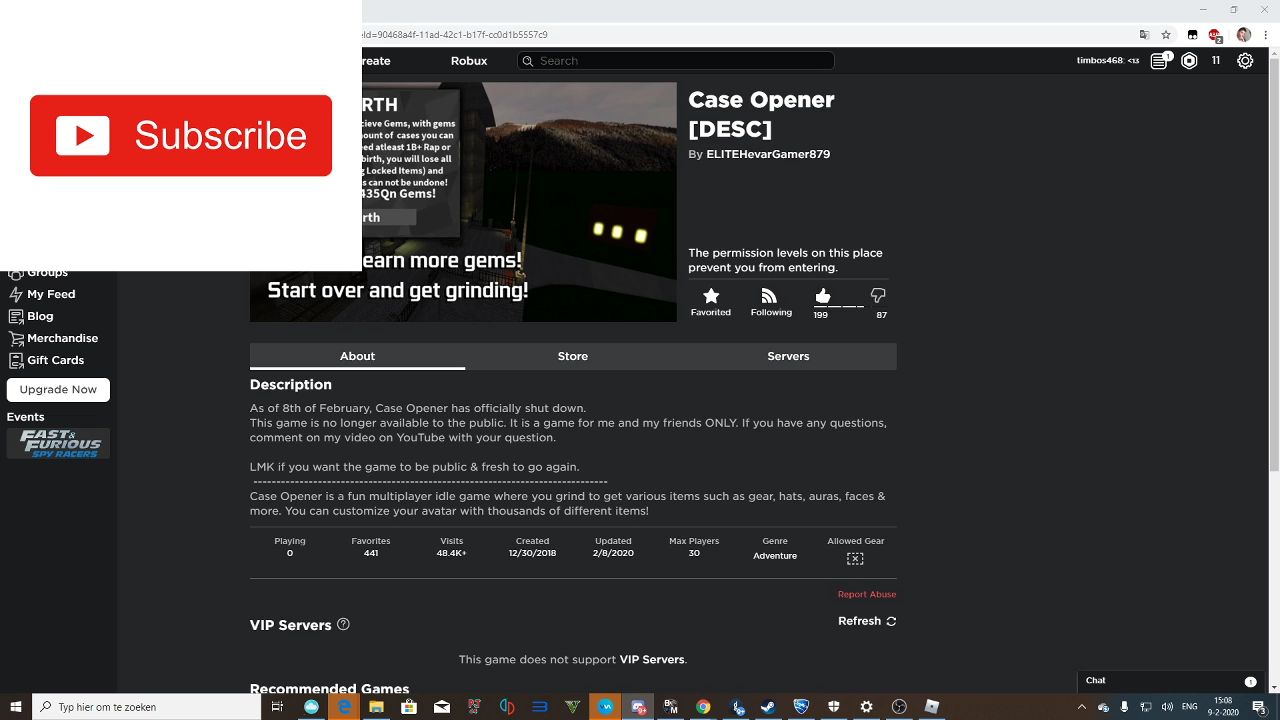 eId=90468a4f-11ad-42c1-b17f-cc0d1b5557c9
reate
Robux
Search
timbos468: <13
1
11
Subscribe
RTH
cieve Gems, with gems
ount of cases you can
eed atleast 1B+ Rap or
birth, you will lose all
g Locked Items) and
s can not be undone!
435Qn Gems!
rth
earn more gems!
Start over and get grinding!
Case Opener
[DESC]
By ELITEHevarGamer879
The permission levels on this place
prevent you from entering.
Favorited
Following
199
87
Groups
My Feed
Blog
Merchandise
Gift Cards
Upgrade Now
Events
FAST & FURIOUS
SPY RACERS
About
Store
Servers
Description
As of 8th of February, Case Opener has officially shut down.
This game is no longer available to the public. It is a game for me and my friends ONLY. If you have any questions,
comment on my video on YouTube with your question.
LMK if you want the game to be public & fresh to go again.
------------------------------------------------------------------------------
Case Opener is a fun multiplayer idle game where you grind to get various items such as gear, hats, auras, faces &
more. You can customize your avatar with thousands of different items!
Playing
0
Favorites
441
Visits
48.4K+
Created
12/30/2018
Updated
2/8/2020
Max Players
30
Genre
Adventure
Allowed Gear
Report Abuse
VIP Servers
Refresh
This game does not support VIP Servers.
Recommended Games
Chat
1
Typ hier om te zoeken
15:08
9-2-2020